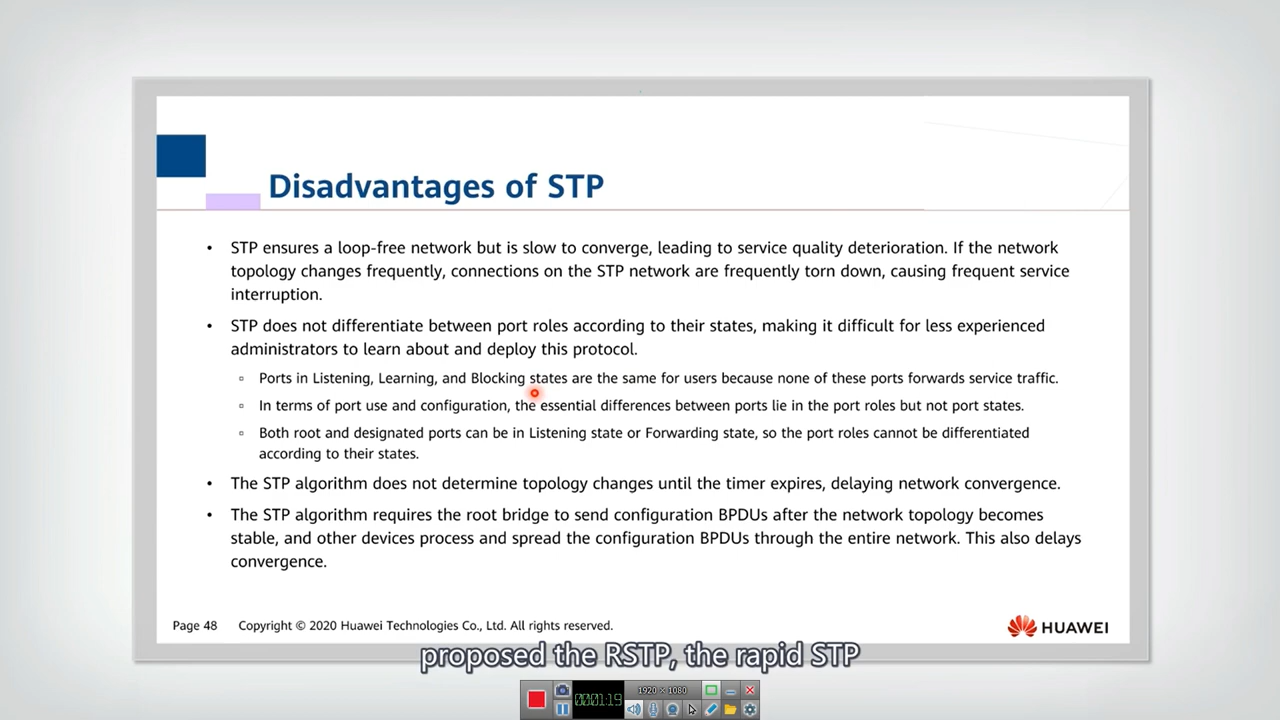 Disadvantages of STP
• STP ensures a loop-free network but is slow to converge, leading to service quality deterioration. If the network
topology changes frequently, connections on the STP network are frequently torn down, causing frequent service
interruption.
• STP does not differentiate between port roles according to their states, making it difficult for less experienced
administrators to learn about and deploy this protocol.
▫ Ports in Listening, Learning, and Blocking states are the same for users because none of these ports forwards service traffic.
▫ In terms of port use and configuration, the essential differences between ports lie in the port roles but not port states.
▫ Both root and designated ports can be in Listening state or Forwarding state, so the port roles cannot be differentiated
according to their states.
• The STP algorithm does not determine topology changes until the timer expires, delaying network convergence.
• The STP algorithm requires the root bridge to send configuration BPDUs after the network topology becomes
stable, and other devices process and spread the configuration BPDUs through the entire network. This also delays
convergence.
Page 48 Copyright © 2020 Huawei Technologies Co., Ltd. All rights reserved.
HUAWEI
proposed the RSTP, the rapid STP
1920 × 1080
00:01:19